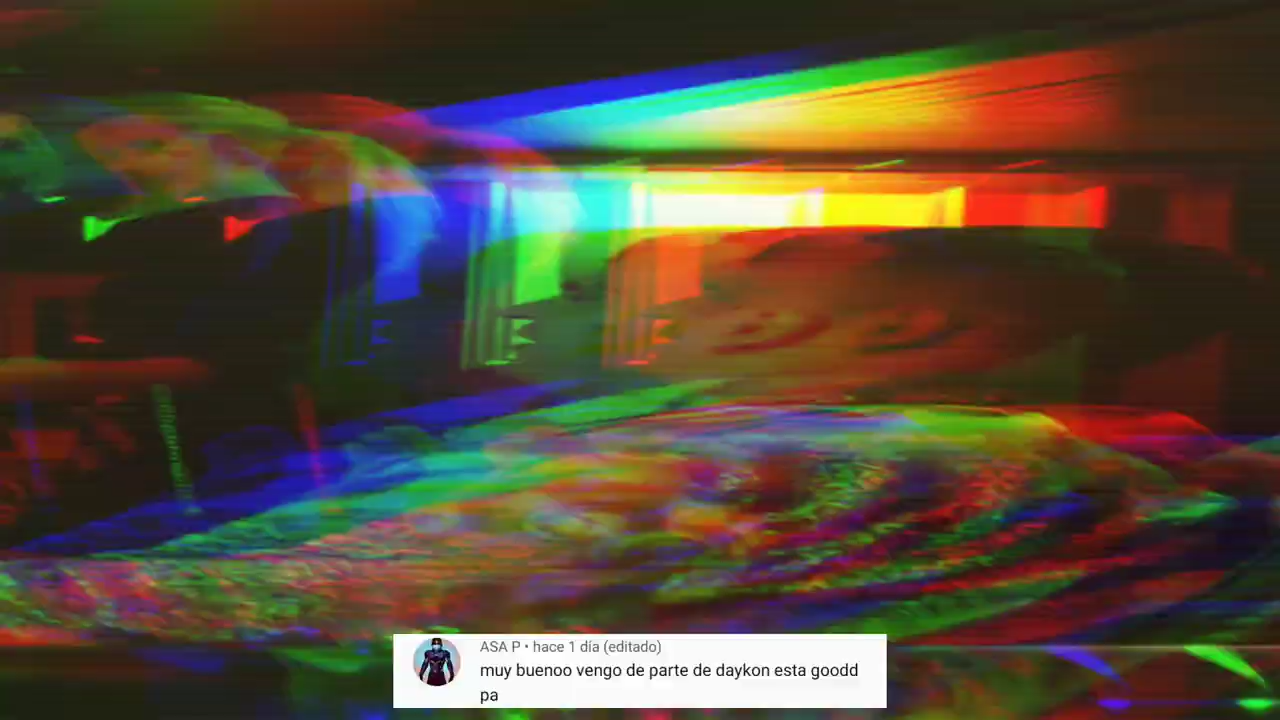 ASA P • hace 1 día (editado)
muy buenoo vengo de parte de daykon esta goodd
pa